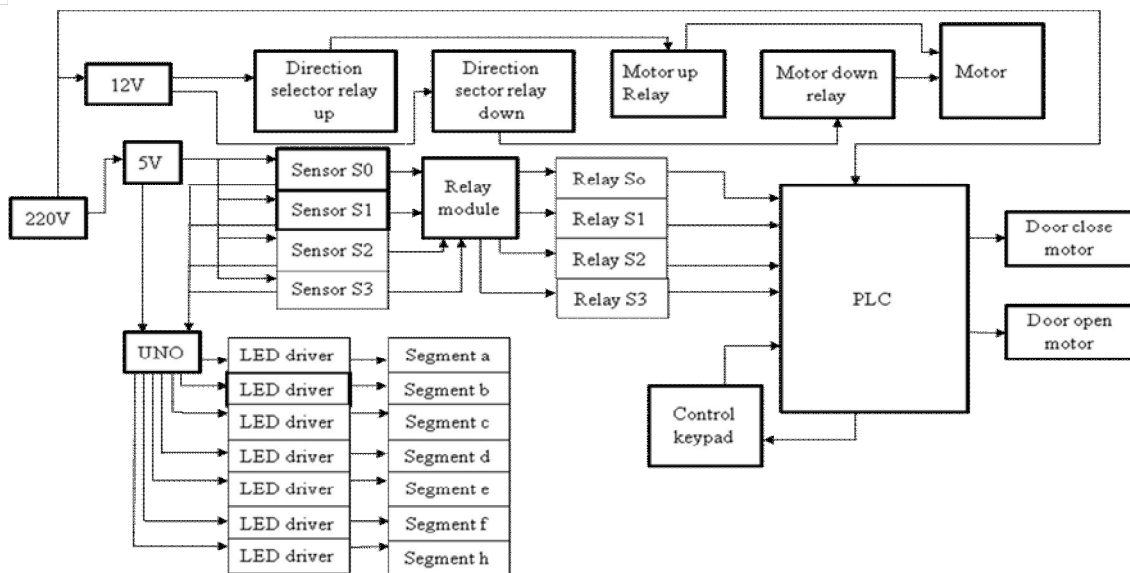 12V
Direction
selector relay
up
Direction
sector relay
down
Motor up
Relay
Motor down
relay
Motor
5V
220V
Sensor S0
Sensor S1
Sensor S2
Sensor S3
Relay
module
Relay So
Relay S1
Relay S2
Relay S3
PLC
Door close
motor
Door open
motor
Control
keypad
UNO
LED driver
Segment a
LED driver
Segment b
LED driver
Segment c
LED driver
Segment d
LED driver
Segment e
LED driver
Segment f
LED driver
Segment h